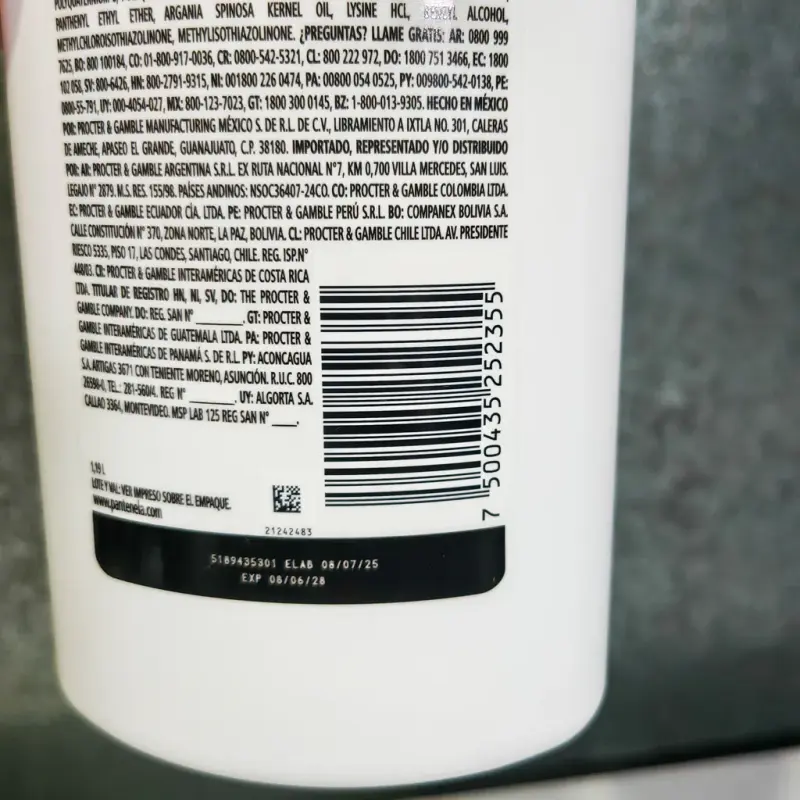 PANTHENYL ETHYL ETHER, ARGANIA SPINOSA KERNEL OIL, LYSINE HCL, BENZYL ALCOHOL,
METHYLCHLOROISOTHIAZOLINONE, METHYLISOTHIAZOLINONE. ¿PREGUNTAS? LLAME GRATIS: AR: 0800 999
7625, BO: 800 100184, CO: 01-800-917-0036, CR: 0800-542-5321, CL: 800 222 972, DO: 1800 751 3466, EC: 1800
102 058, SV: 800-6426, HN: 800-2791-9315, NI: 001800 226 0474, PA: 00800 054 0525, PY: 009800-542-0138, PE:
0800-55-791, UY: 000-4054-027, MX: 800-123-7023, GT: 1800 300 0145, BZ: 1-800-013-9305. HECHO EN MÉXICO
POR: PROCTER & GAMBLE MANUFACTURING MÉXICO S. DE R.L. DE C.V., LIBRAMIENTO A IXTLA NO. 301, CALERAS
DE AMECHE, APASEO EL GRANDE, GUANAJUATO, C.P. 38180. IMPORTADO, REPRESENTADO Y/O DISTRIBUIDO
POR: AR: PROCTER & GAMBLE ARGENTINA S.R.L. EX RUTA NACIONAL N°7, KM 0,700 VILLA MERCEDES, SAN LUIS.
LEGAJO N° 2879. M.S. RES. 155/98. PAÍSES ANDINOS: NSOC36407-24CO. CO: PROCTER & GAMBLE COLOMBIA LTDA.
EC: PROCTER & GAMBLE ECUADOR CÍA. LTDA. PE: PROCTER & GAMBLE PERÚ S.R.L. BO: COMPANEX BOLIVIA S.A.
CALLE CONSTITUCIÓN N° 370, ZONA NORTE, LA PAZ, BOLIVIA. CL: PROCTER & GAMBLE CHILE LTDA. AV. PRESIDENTE
RIESCO 5335, PISO 17, LAS CONDES, SANTIAGO, CHILE. REG. ISP.N°
448/03. CR: PROCTER & GAMBLE INTERAMÉRICAS DE COSTA RICA
LTDA. TITULAR DE REGISTRO HN, NI, SV, DO: THE PROCTER &
GAMBLE COMPANY. DO: REG. SAN N° ________. GT: PROCTER &
GAMBLE INTERAMÉRICAS DE GUATEMALA LTDA. PA: PROCTER &
GAMBLE INTERAMÉRICAS DE PANAMÁ S. DE R.L. PY: ACONCAGUA
S.A. ARTIGAS 3671 CON TENIENTE MORENO, ASUNCIÓN. R.U.C. 800
26598-0, TEL.: 281-560/4. REG N° ________. UY: ALGORTA S.A.
CALLAO 3364, MONTEVIDEO. MSP LAB 125 REG SAN N° ____.
7 500435 252355
1,19 L
LOTE Y VAL: VER IMPRESO SOBRE EL EMPAQUE.
www.pantenela.com
21242483
5189435301 ELAB 08/07/25
EXP 08/06/28